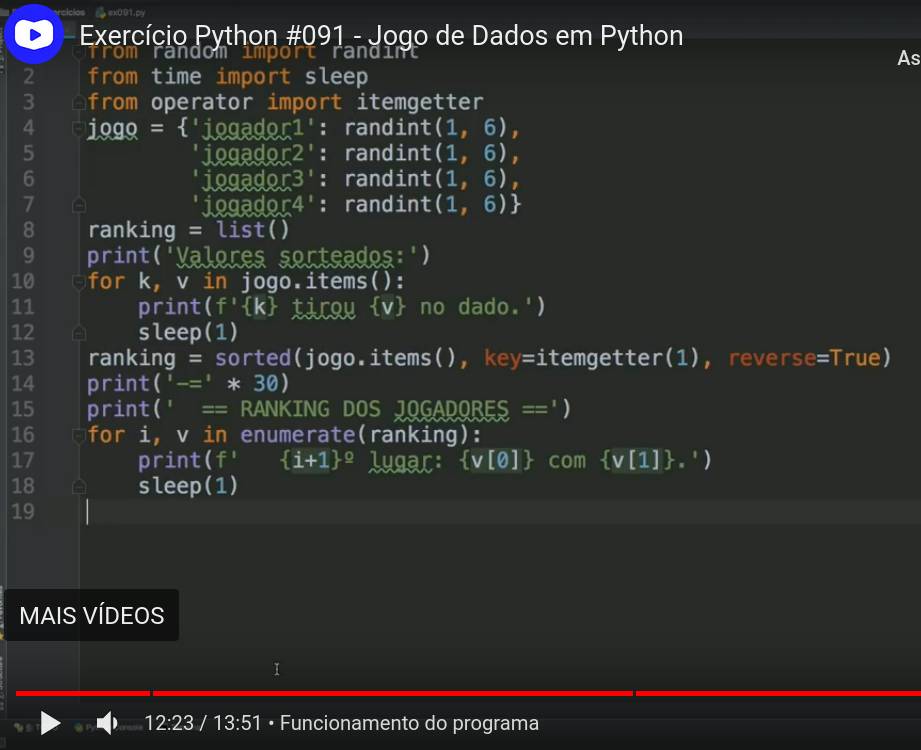 ex091.py
Exercício Python #091 - Jogo de Dados em Python
As
from random import randint
2 from time import sleep
3 from operator import itemgetter
4 jogo = {'jogador1': randint(1, 6),
5 'jogador2': randint(1, 6),
6 'jogador3': randint(1, 6),
7 'jogador4': randint(1, 6)}
8 ranking = list()
9 print('Valores sorteados:')
10 for k, v in jogo.items():
11 print(f'{k} tirou {v} no dado.')
12 sleep(1)
13 ranking = sorted(jogo.items(), key=itemgetter(1), reverse=True)
14 print('-=' * 30)
15 print('  == RANKING DOS JOGADORES ==')
16 for i, v in enumerate(ranking):
17 print(f'   {i+1}º lugar: {v[0]} com {v[1]}.')
18 sleep(1)
19
MAIS VÍDEOS
12:23 / 13:51 • Funcionamento do programa